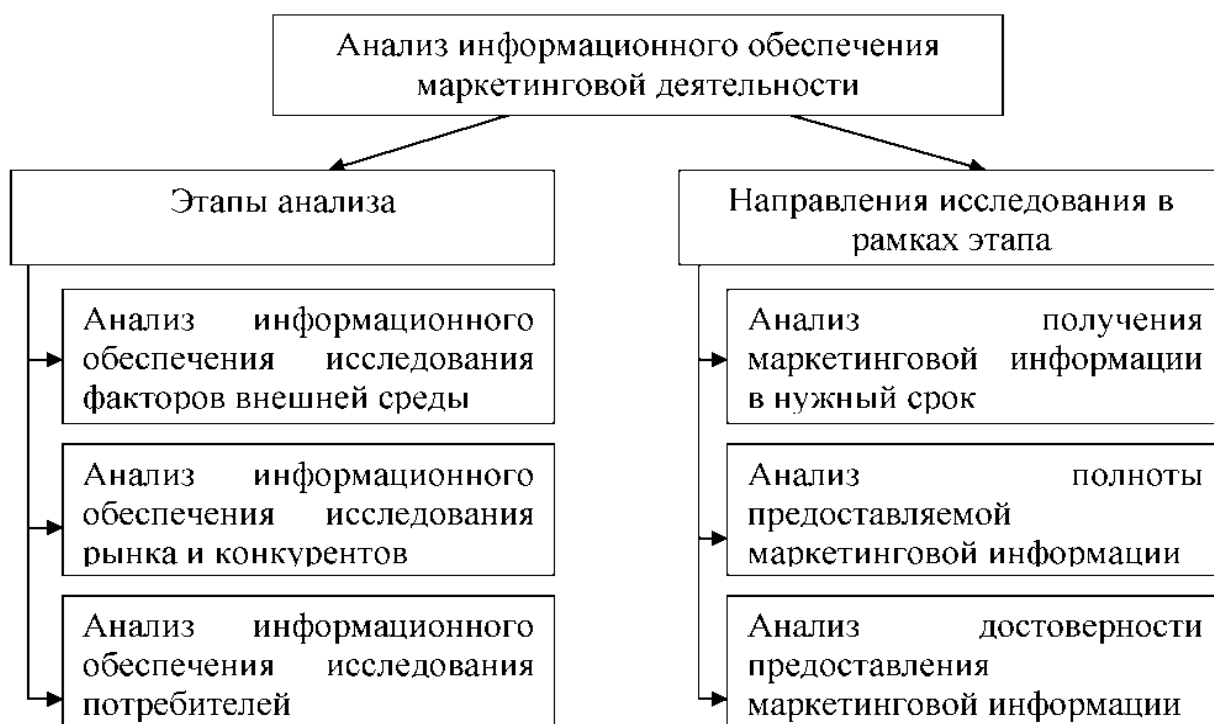 Анализ информационного обеспечения
маркетинговой деятельности
Этапы анализа
Направления исследования в
рамках этапа
Анализ информационного
обеспечения исследования
факторов внешней среды
Анализ получения
маркетинговой информации
в нужный срок
Анализ информационного
обеспечения исследования
рынка и конкурентов
Анализ полноты
предоставляемой
маркетинговой информации
Анализ информационного
обеспечения исследования
потребителей
Анализ достоверности
предоставления
маркетинговой информации